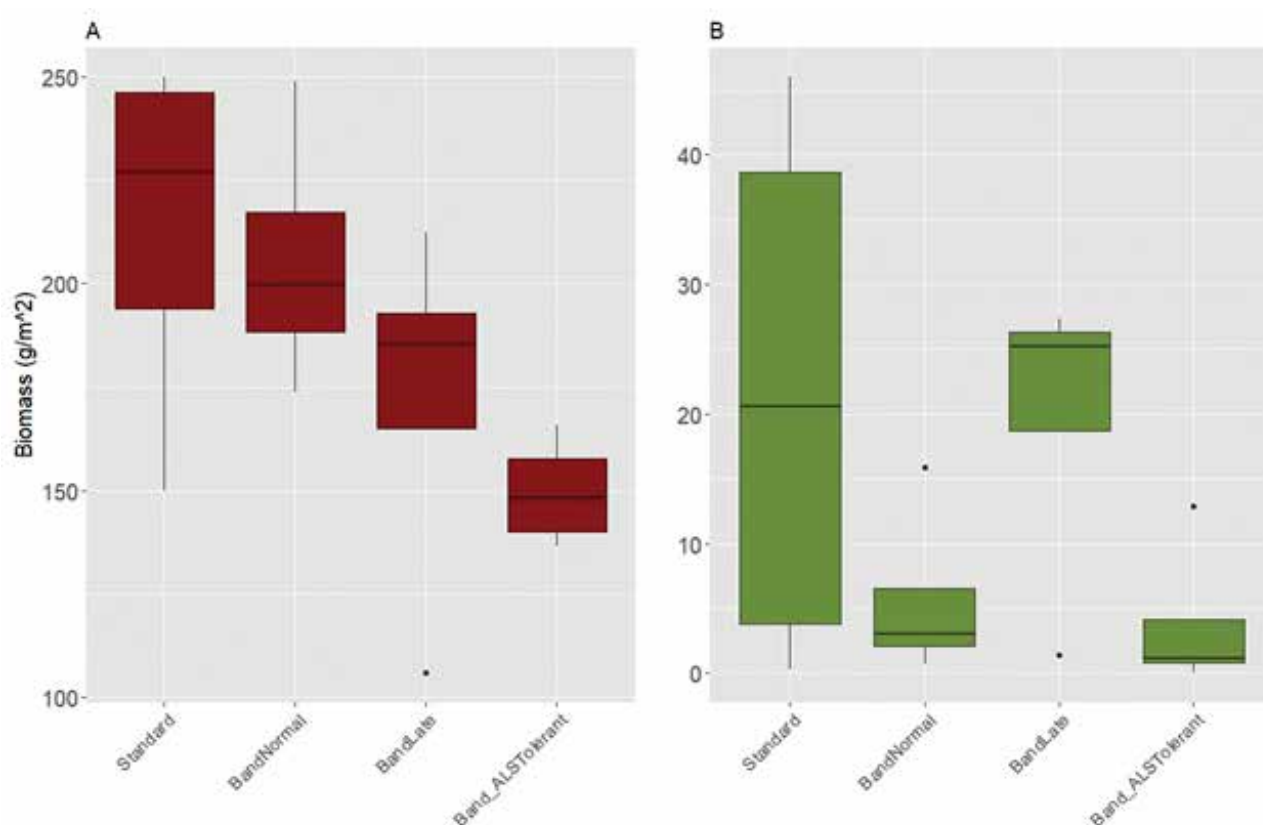 A
Biomass (g/m^2)
250
200
150
100
Standard
BandNormal
BandLate
Band_ALSTolerant
B
40
30
20
10
0
Standard
BandNormal
BandLate
Band_ALSTolerant